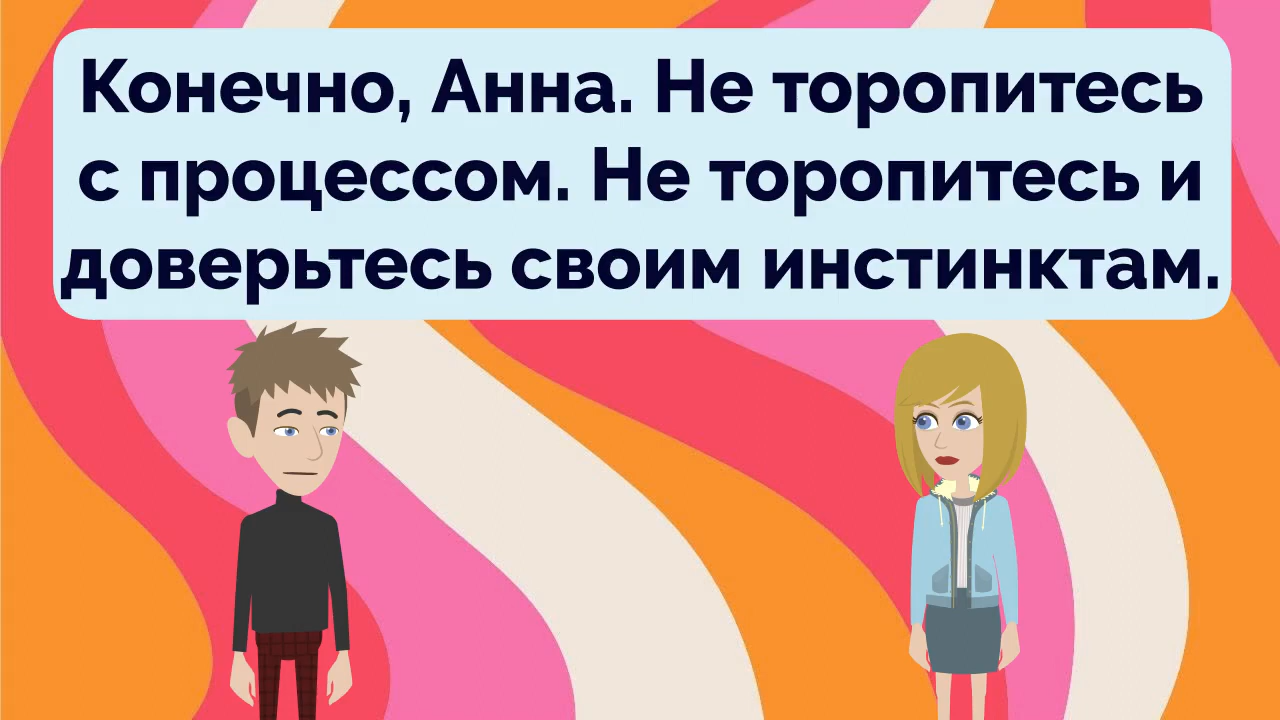 Конечно, Анна. Не торопитесь
с процессом. Не торопитесь и
доверьтесь своим инстинктам.